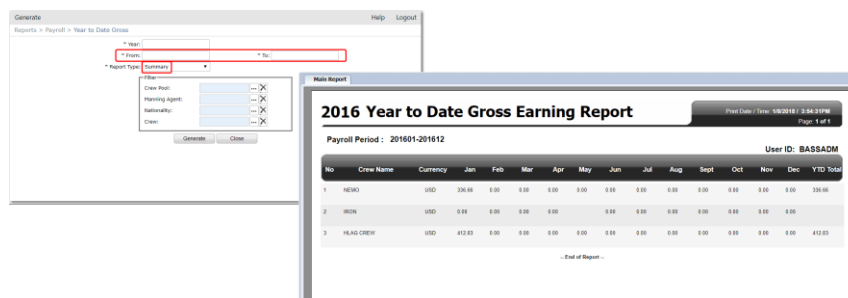 Generate Help Logout
Reports > Payroll > Year to Date Gross
* Year:
* From: * To:
* Report Type: Summary
Filter
Crew Pool: ...
Manning Agent: ...
Nationality: ...
Crew: ...
Generate Close
Main Report
2016 Year to Date Gross Earning Report
Print Date / Time: 1/8/2018 / 3:54:31PM
Page: 1 of 1
Payroll Period : 201601-201612
User ID: BASSADM
No Crew Name Currency Jan Feb Mar Apr May Jun Jul Aug Sept Oct Nov Dec YTD Total
1 NEMO USD 336.66 0.00 0.00 0.00 0.00 0.00 0.00 0.00 0.00 0.00 0.00 0.00 336.66
2 IRON USD 0.00 0.00 0.00 0.00 0.00 0.00 0.00 0.00 0.00 0.00 0.00
3 HLAG CREW USD 412.83 0.00 0.00 0.00 0.00 0.00 0.00 0.00 0.00 0.00 0.00 0.00 412.83
-- End of Report --